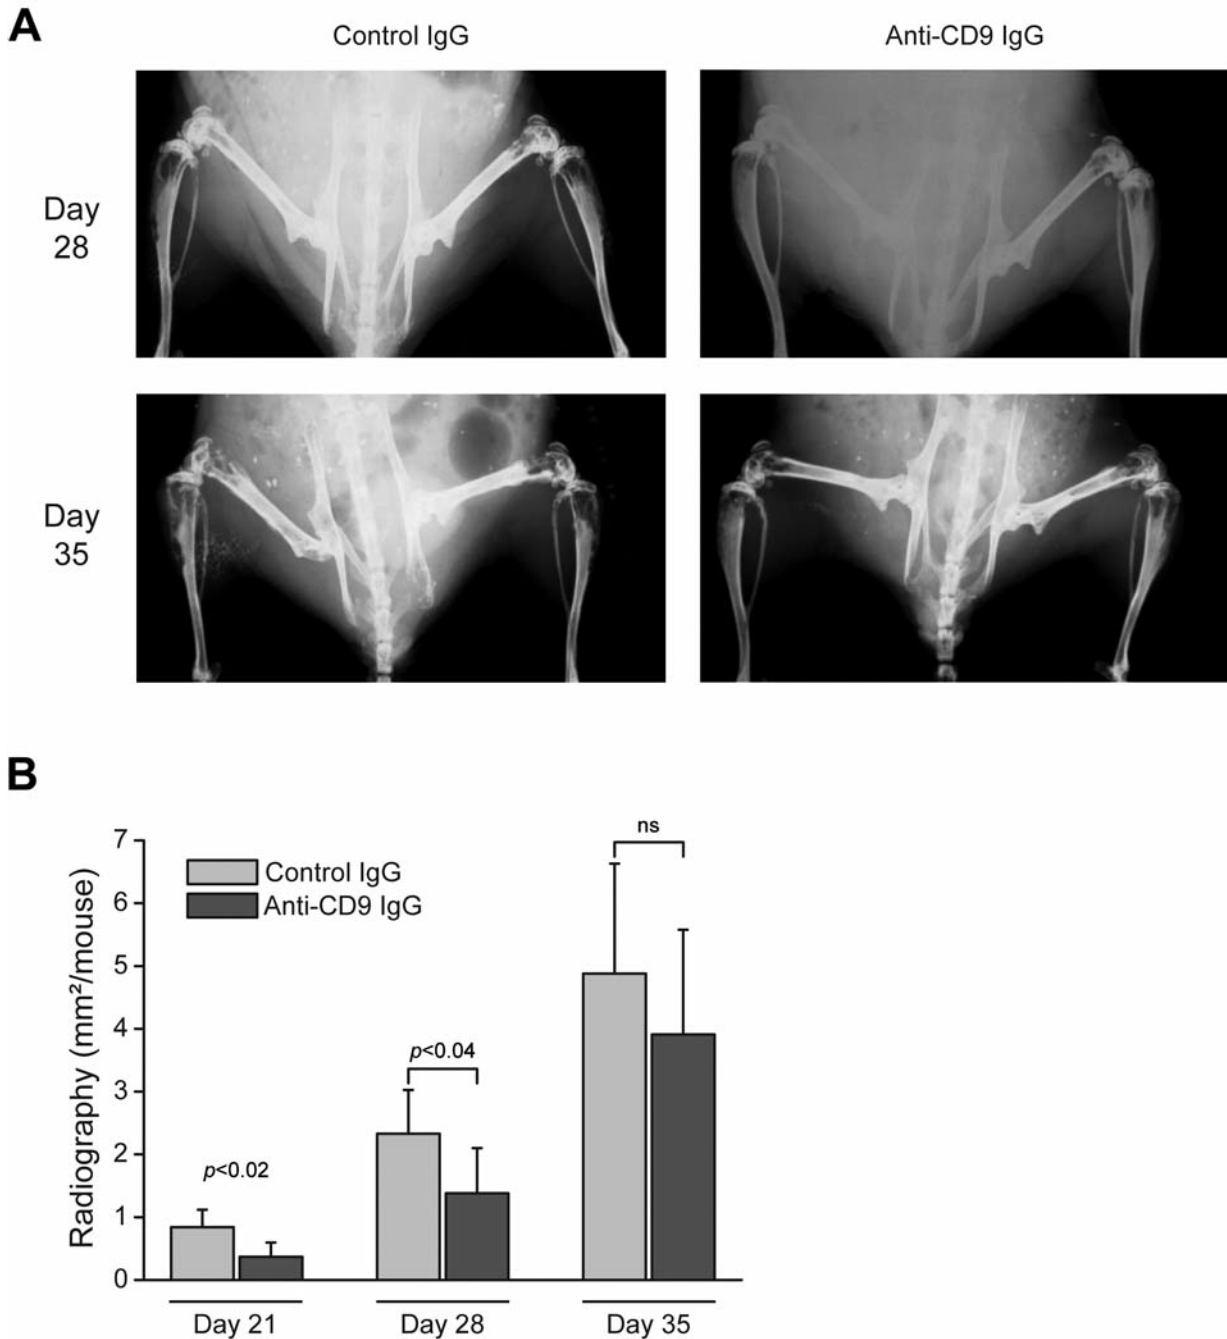 A
Control IgG
Anti-CD9 IgG
Day
28
Day
35
B
Radiography (mm²/mouse)
7
6
5
4
3
2
1
0
Control IgG
Anti-CD9 IgG
p<0.02
p<0.04
ns
Day 21
Day 28
Day 35